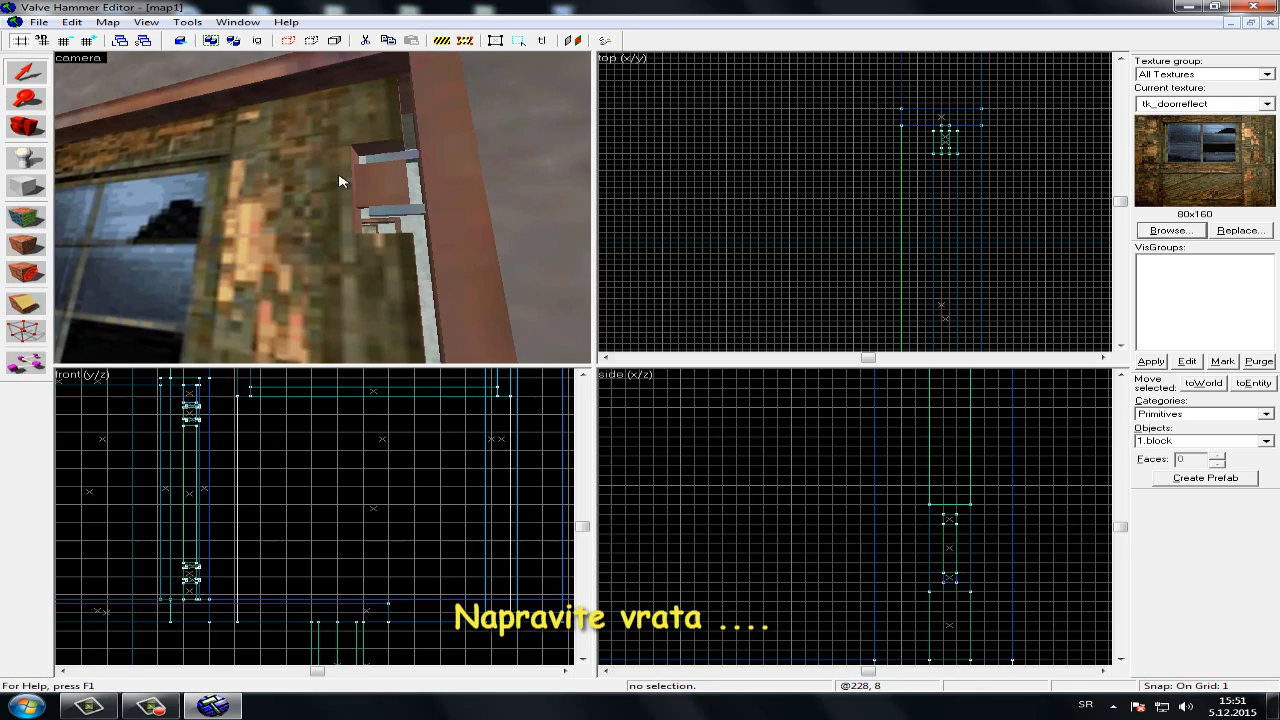 Valve Hammer Editor - [map1]
File Edit Map View Tools Window Help
camera
top (x/y)
Texture group:
All Textures
Current texture:
tk_doorreflect
80x160
Browse... Replace...
VisGroups:
Apply Edit Mark Purge
front (y/z)
side (x/z)
Move selected: toWorld toEntity
Categories:
Primitives
Objects:
1.block
Faces: 0
Create Prefab
Napravite vrata ....
For Help, press F1
no selection.
@228, 8
Snap: On Grid: 1
SR
15:51
5.12.2015